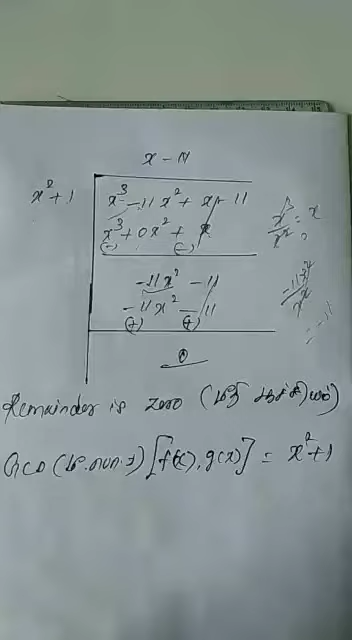 x - 11
x² + 1
x³ - 11x² + x - 11
x³ + 0x² + x
(-) (-)
x³/x² = x
-11x² - 11
-11x² - 11
(+) (+)
-11x²/x² = -11
0
Remainder is zero
GCD [f(x), g(x)] = x² + 1